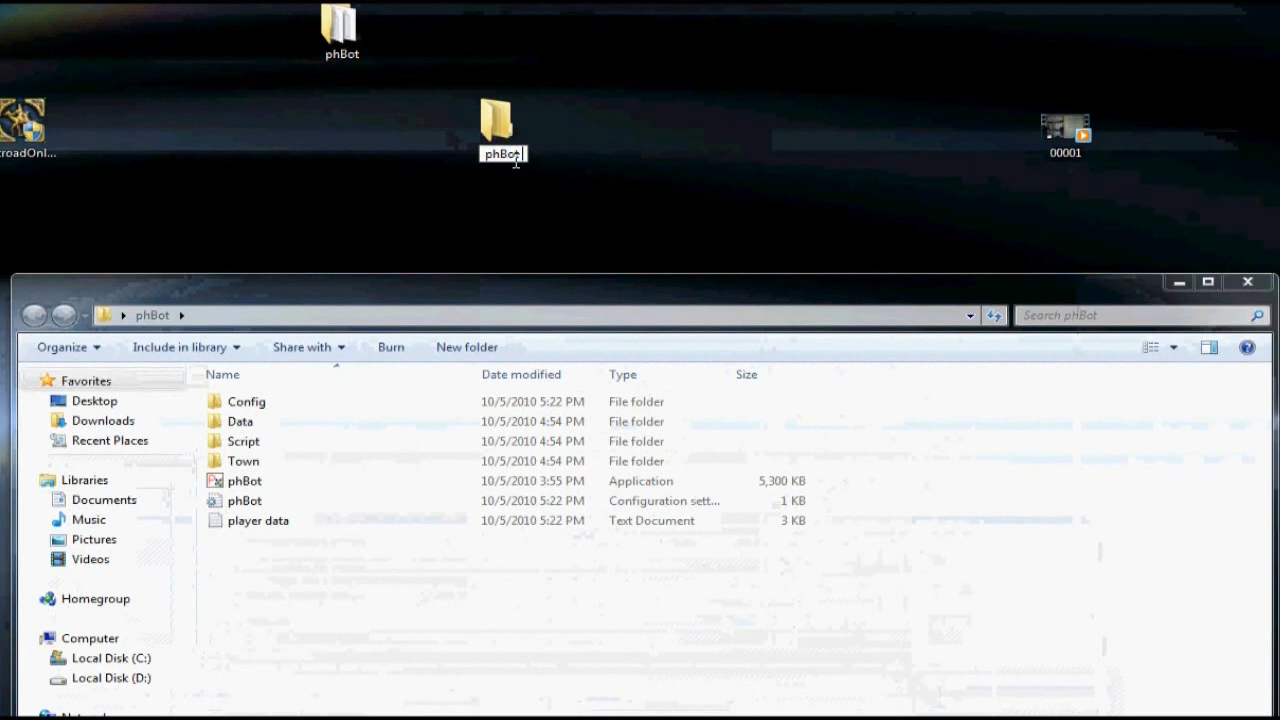 phBot
phBot
roadOnl...
00001
phBot
Search phBot
Organize Include in library Share with Burn New folder
Name Date modified Type Size
Favorites
Desktop
Downloads
Recent Places
Libraries
Documents
Music
Pictures
Videos
Homegroup
Computer
Local Disk (C:)
Local Disk (D:)
Config 10/5/2010 5:22 PM File folder
Data 10/5/2010 4:54 PM File folder
Script 10/5/2010 4:54 PM File folder
Town 10/5/2010 4:54 PM File folder
phBot 10/5/2010 3:55 PM Application 5,300 KB
phBot 10/5/2010 5:22 PM Configuration sett... 1 KB
player data 10/5/2010 5:22 PM Text Document 3 KB